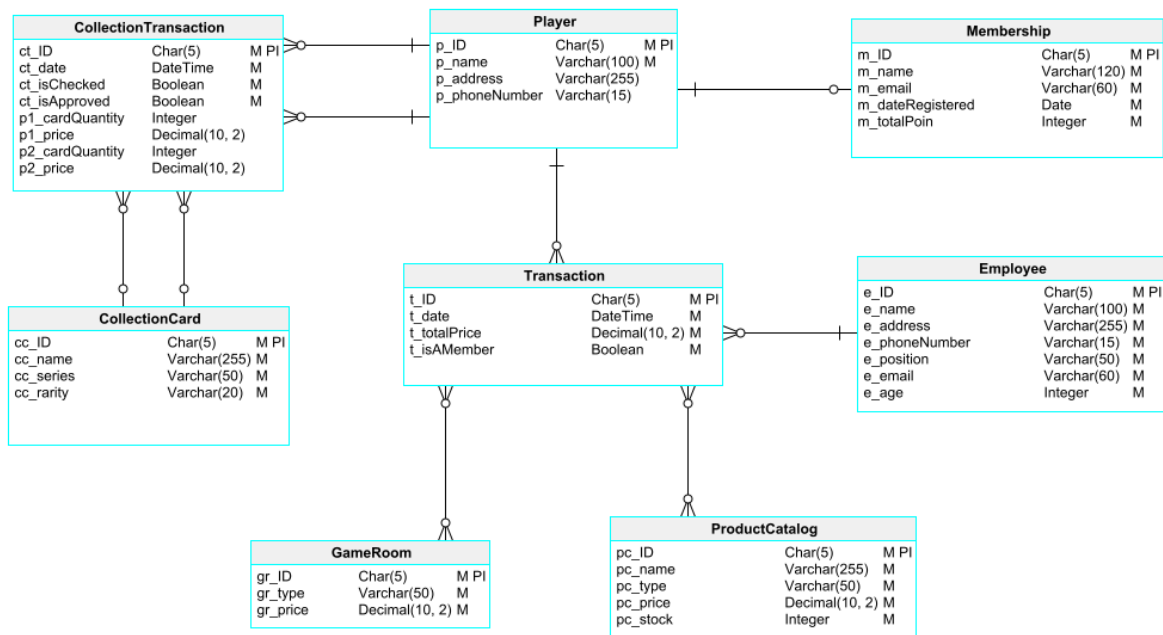 CollectionTransaction
ct_ID Char(5) M PI
ct_date DateTime M
ct_isChecked Boolean M
ct_isApproved Boolean M
p1_cardQuantity Integer
p1_price Decimal(10, 2)
p2_cardQuantity Integer
p2_price Decimal(10, 2)
Player
p_ID Char(5) M PI
p_name Varchar(100) M
p_address Varchar(255)
p_phoneNumber Varchar(15)
Membership
m_ID Char(5) M PI
m_name Varchar(120) M
m_email Varchar(60) M
m_dateRegistered Date M
m_totalPoin Integer M
Transaction
t_ID Char(5) M PI
t_date DateTime M
t_totalPrice Decimal(10, 2) M
t_isAMember Boolean M
Employee
e_ID Char(5) M PI
e_name Varchar(100) M
e_address Varchar(255) M
e_phoneNumber Varchar(15) M
e_position Varchar(50) M
e_email Varchar(60) M
e_age Integer M
CollectionCard
cc_ID Char(5) M PI
cc_name Varchar(255) M
cc_series Varchar(50) M
cc_rarity Varchar(20) M
GameRoom
gr_ID Char(5) M PI
gr_type Varchar(50) M
gr_price Decimal(10, 2) M
ProductCatalog
pc_ID Char(5) M PI
pc_name Varchar(255) M
pc_type Varchar(50) M
pc_price Decimal(10, 2) M
pc_stock Integer M